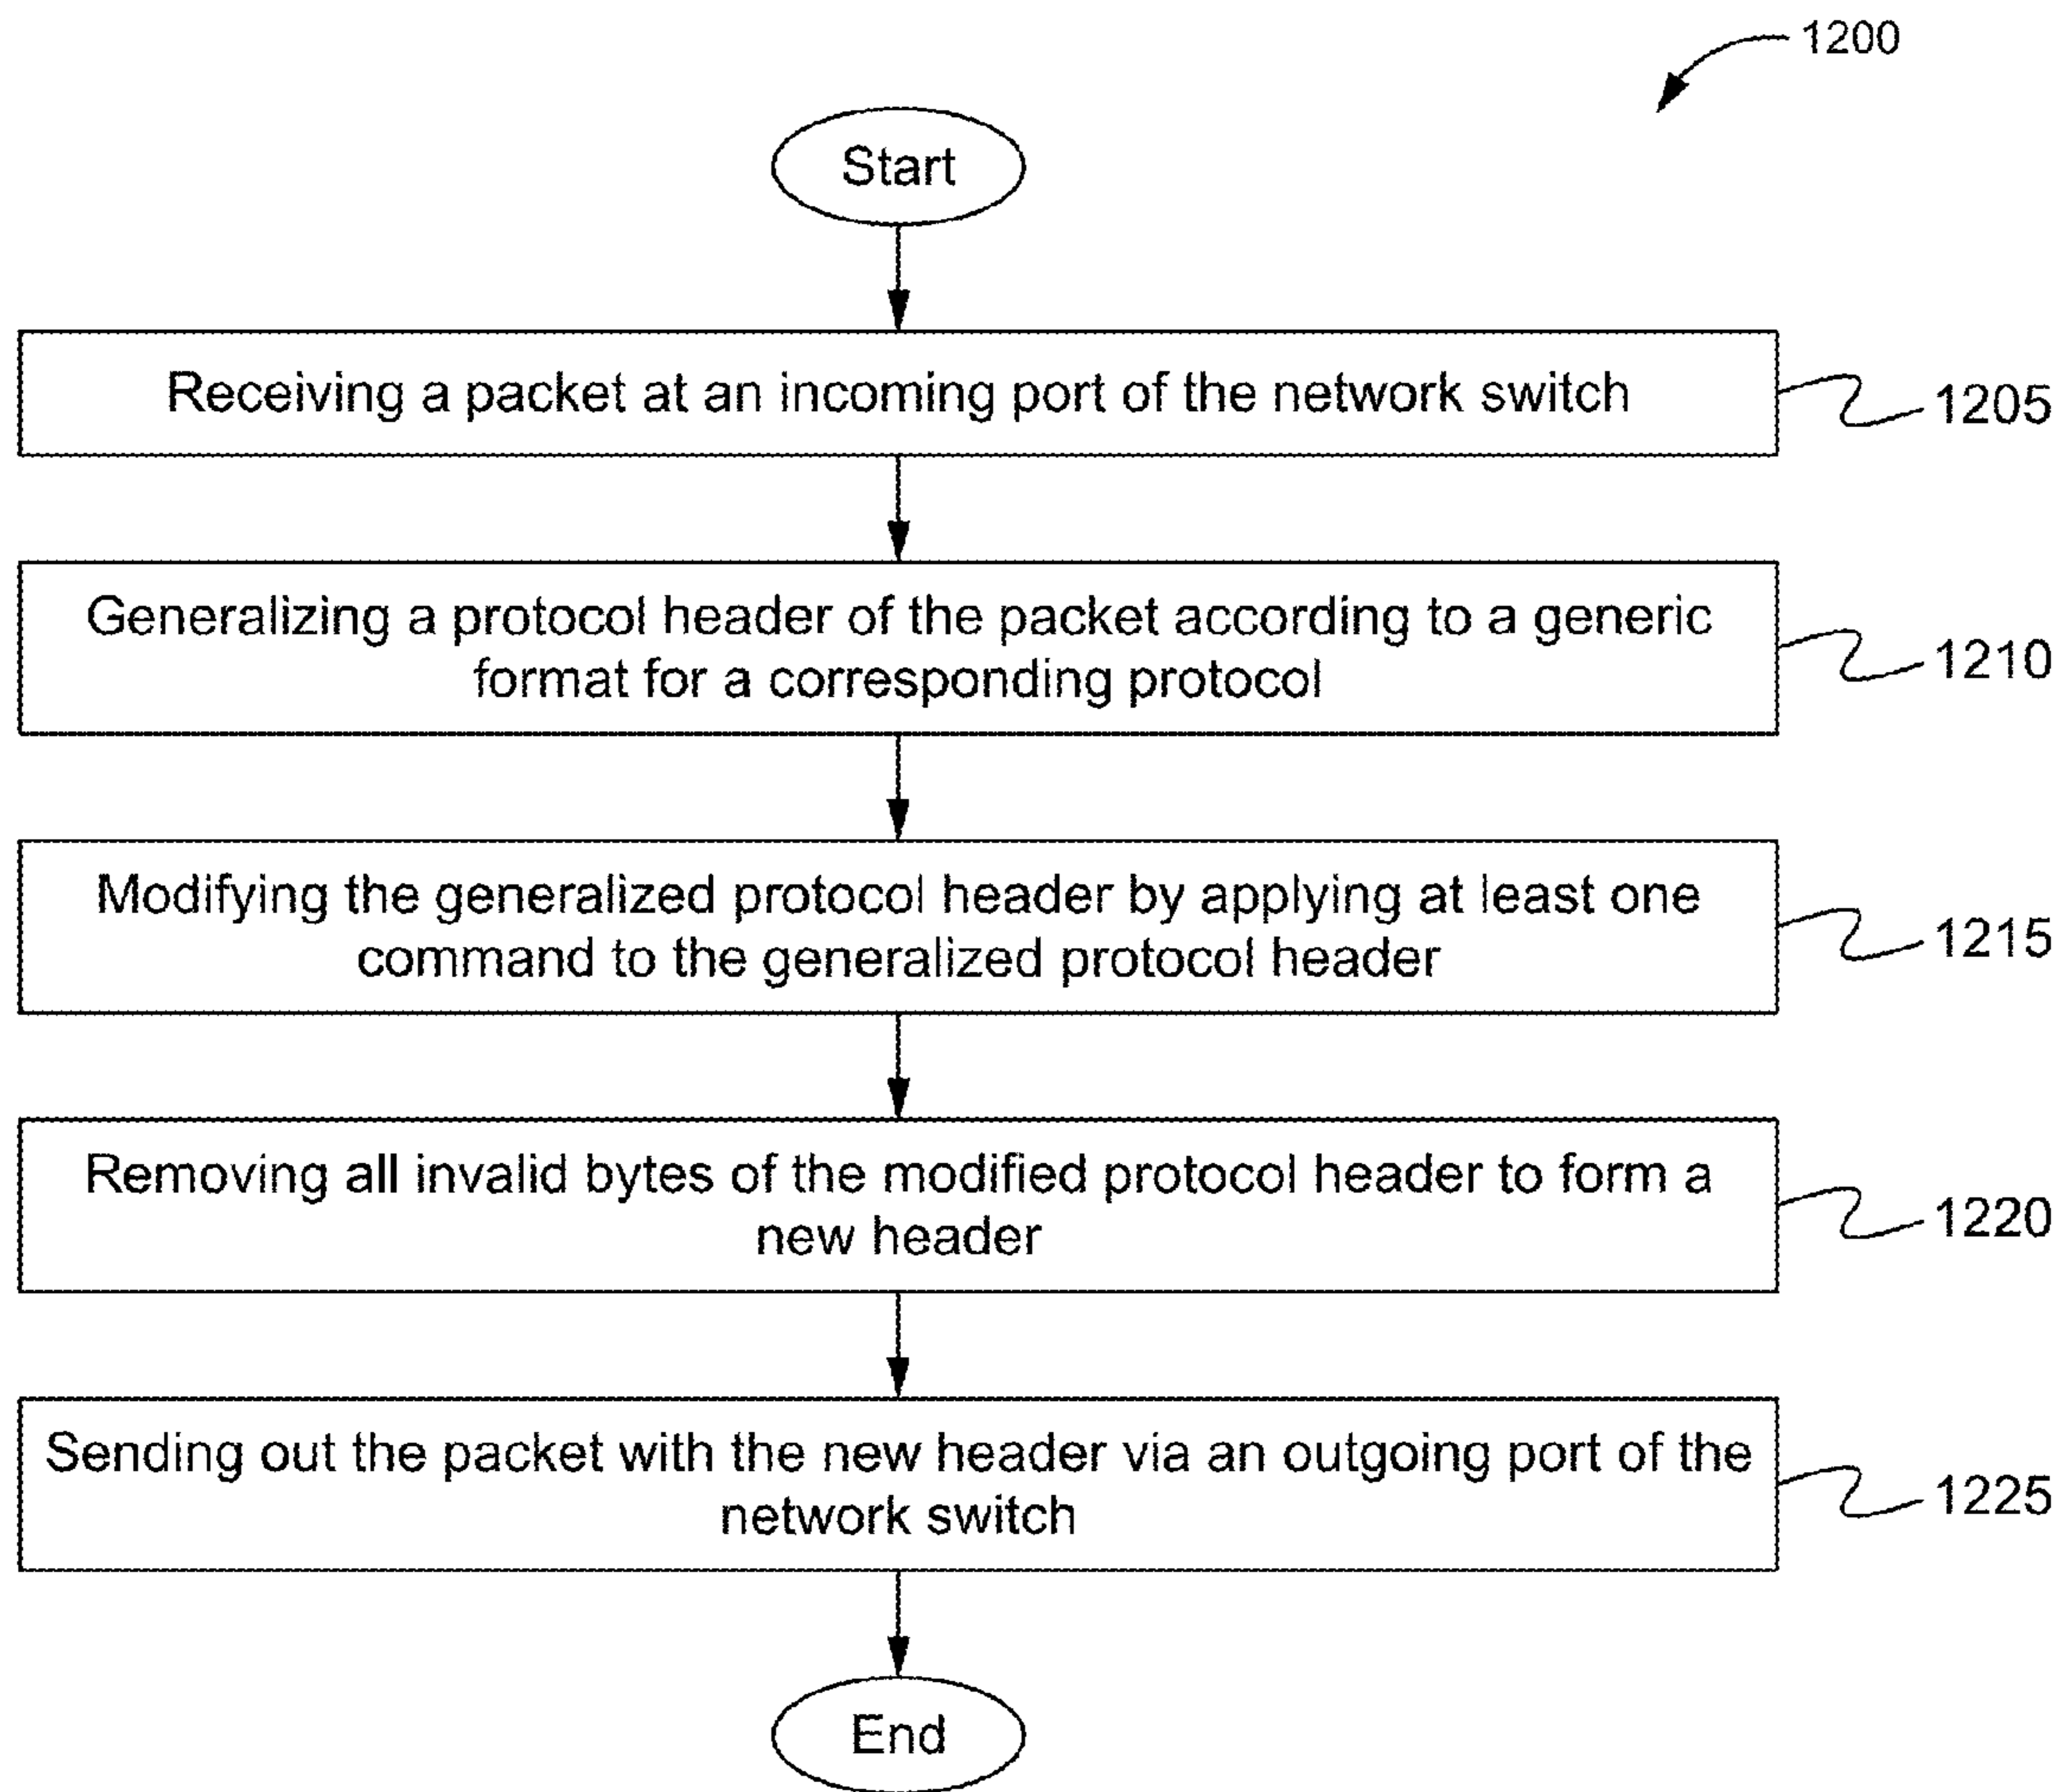 1200
Start
Receiving a packet at an incoming port of the network switch
1205
Generalizing a protocol header of the packet according to a generic
format for a corresponding protocol
1210
Modifying the generalized protocol header by applying at least one
command to the generalized protocol header
1215
Removing all invalid bytes of the modified protocol header to form a
new header
1220
Sending out the packet with the new header via an outgoing port of the
network switch
1225
End